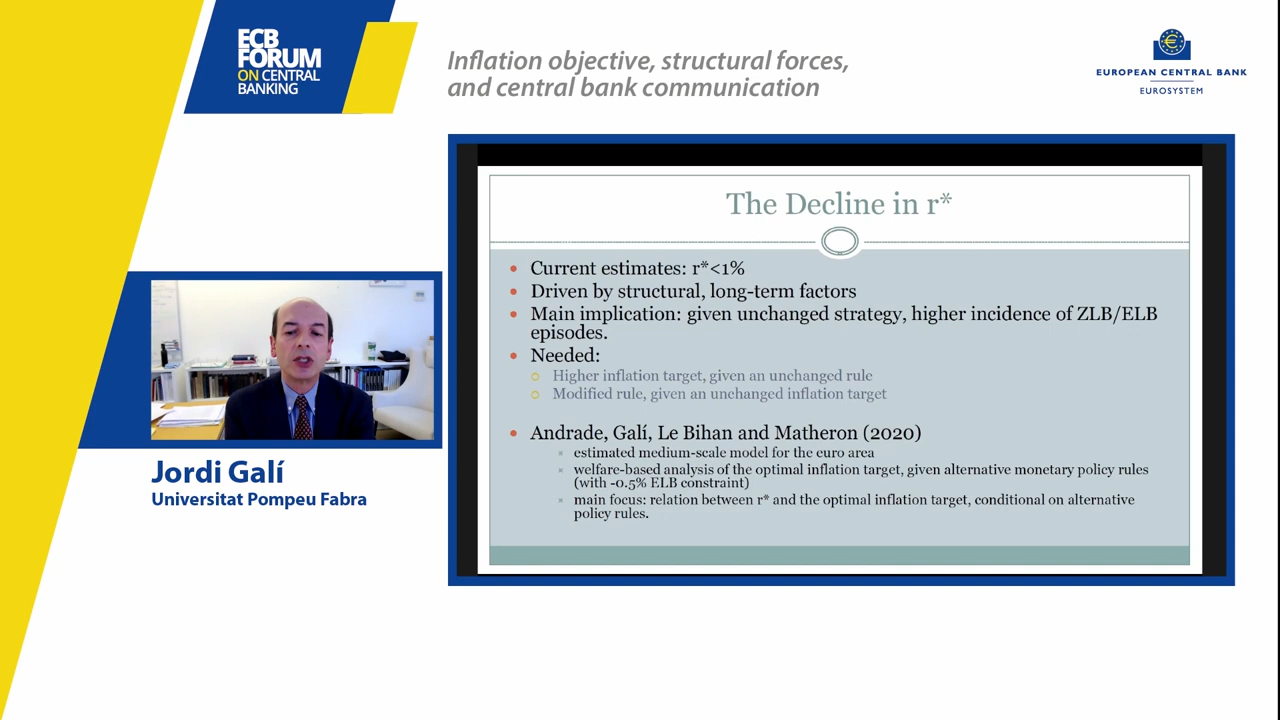 ECB
FORUM
ON CENTRAL
BANKING
Inflation objective, structural forces,
and central bank communication
EUROPEAN CENTRAL BANK
EUROSYSTEM
The Decline in r*
Current estimates: r*<1%
Driven by structural, long-term factors
Main implication: given unchanged strategy, higher incidence of ZLB/ELB
episodes.
Needed:
Higher inflation target, given an unchanged rule
Modified rule, given an unchanged inflation target
Andrade, Galí, Le Bihan and Matheron (2020)
estimated medium-scale model for the euro area
welfare-based analysis of the optimal inflation target, given alternative monetary policy rules
(with -0.5% ELB constraint)
main focus: relation between r* and the optimal inflation target, conditional on alternative
policy rules.
Jordi Galí
Universitat Pompeu Fabra